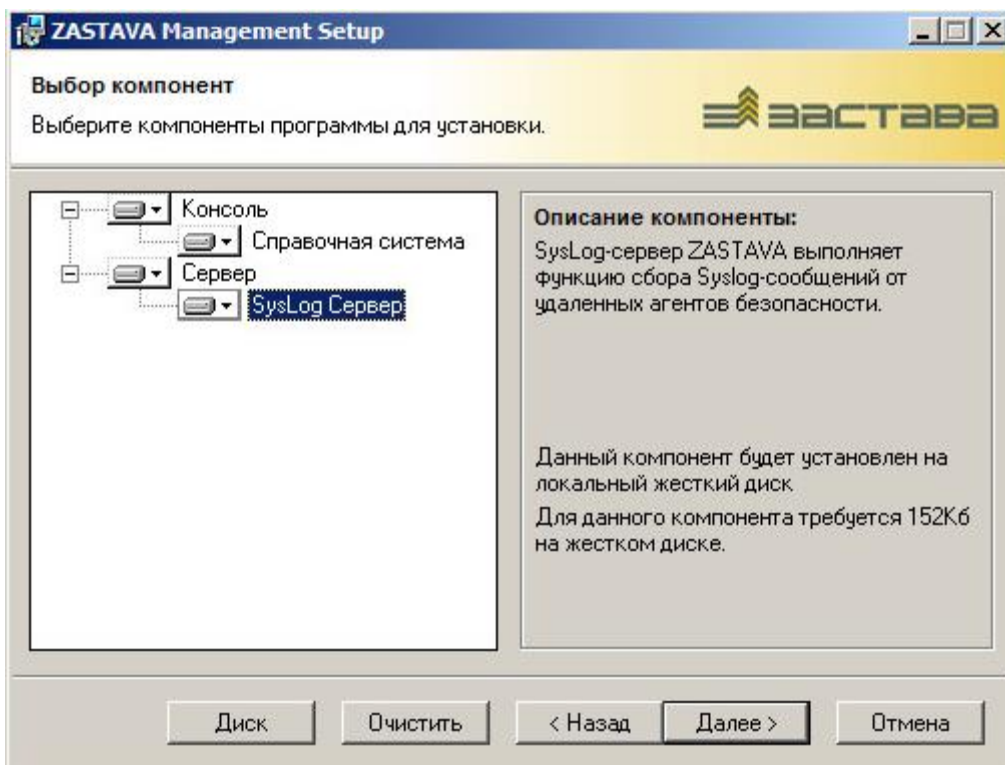 ZASTAVA Management Setup
Выбор компонент
Выберите компоненты программы для установки.
застава
Консоль
Справочная система
Сервер
SysLog Сервер
Описание компоненты:
SysLog-сервер ZASTAVA выполняет
функцию сбора Syslog-сообщений от
удаленных агентов безопасности.
Данный компонент будет установлен на
локальный жесткий диск
Для данного компонента требуется 152Кб
на жестком диске.
Диск
Очистить
< Назад
Далее >
Отмена